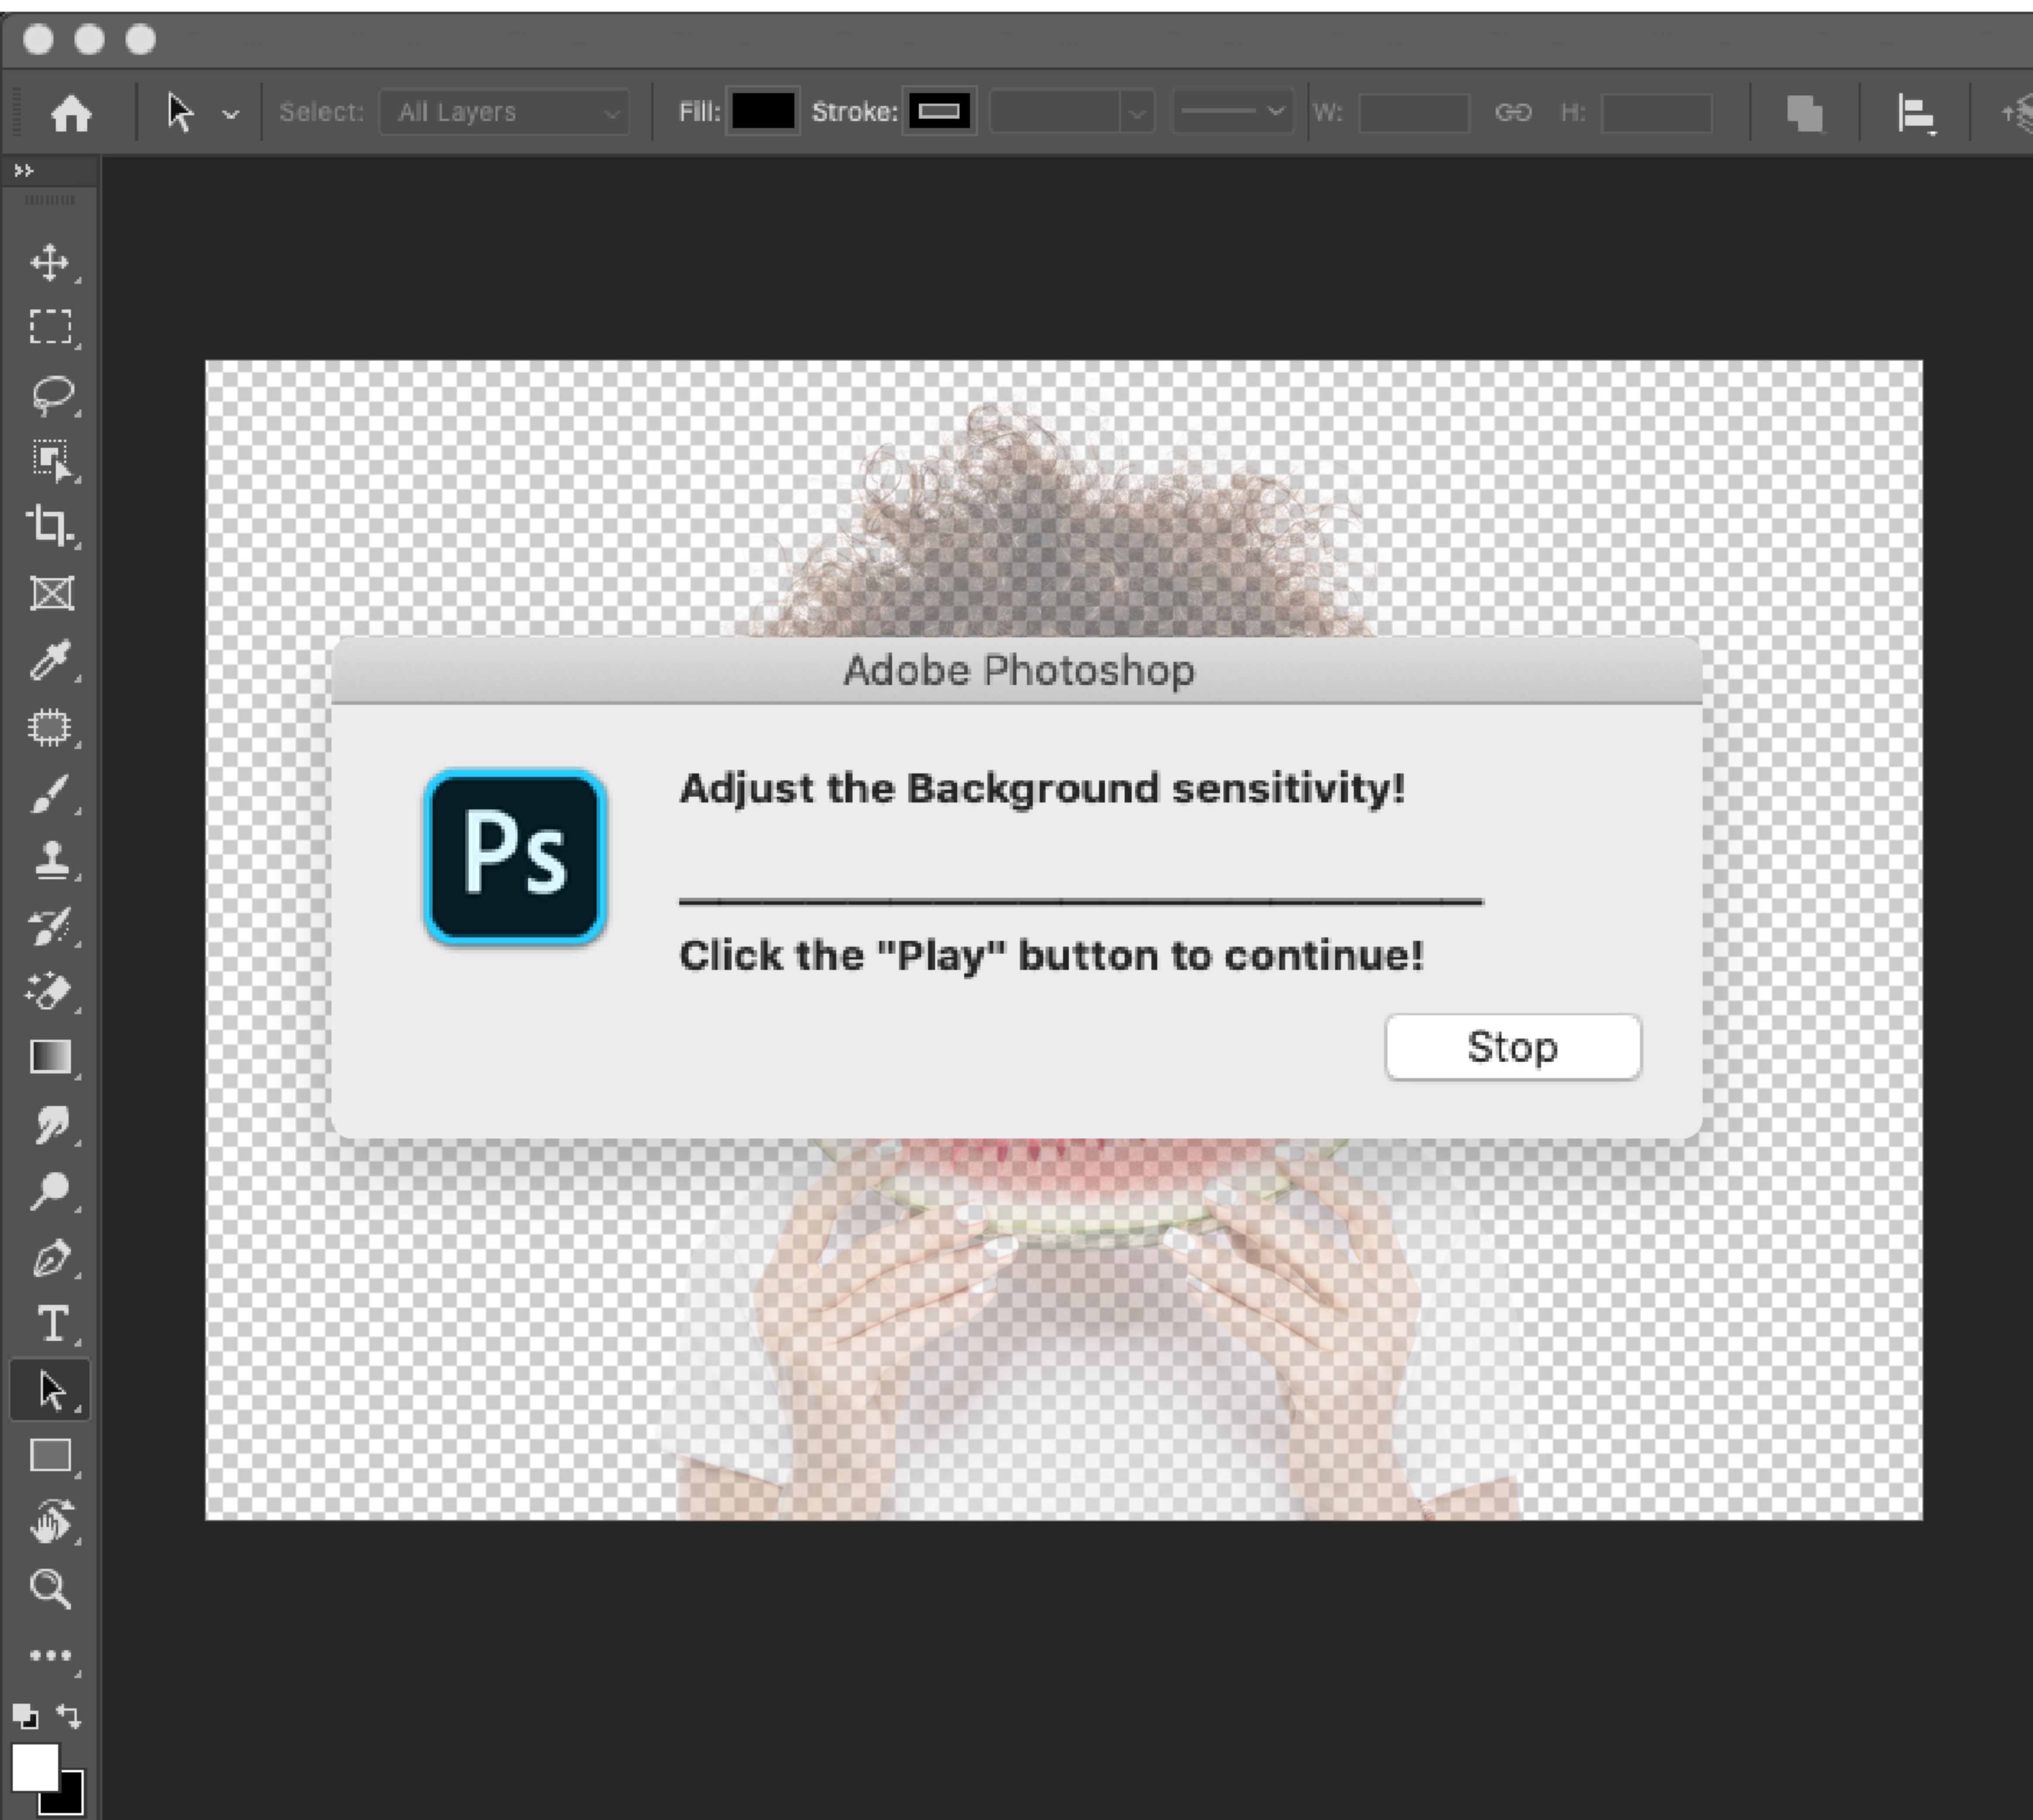 Select: All Layers Fill: Stroke: W: H:
Adobe Photoshop
Ps
Adjust the Background sensitivity!
Click the "Play" button to continue!
Stop
T